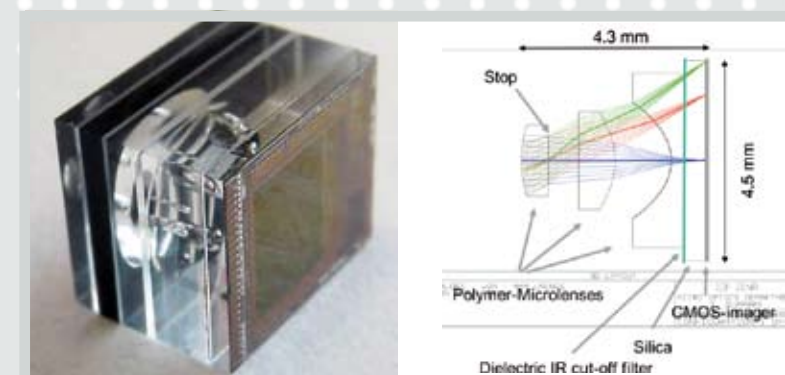 4.3 mm
Stop
4.5 mm
Polymer-Microlenses
CMOS-imager
Silica
Dielectric IR cut-off filter